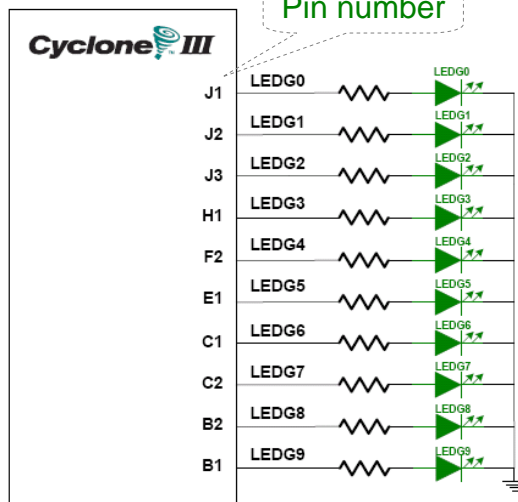 Pin number
Cyclone III
J1 LEDG0 LEDG0
J2 LEDG1 LEDG1
J3 LEDG2 LEDG2
H1 LEDG3 LEDG3
F2 LEDG4 LEDG4
E1 LEDG5 LEDG5
C1 LEDG6 LEDG6
C2 LEDG7 LEDG7
B2 LEDG8 LEDG8
B1 LEDG9 LEDG9